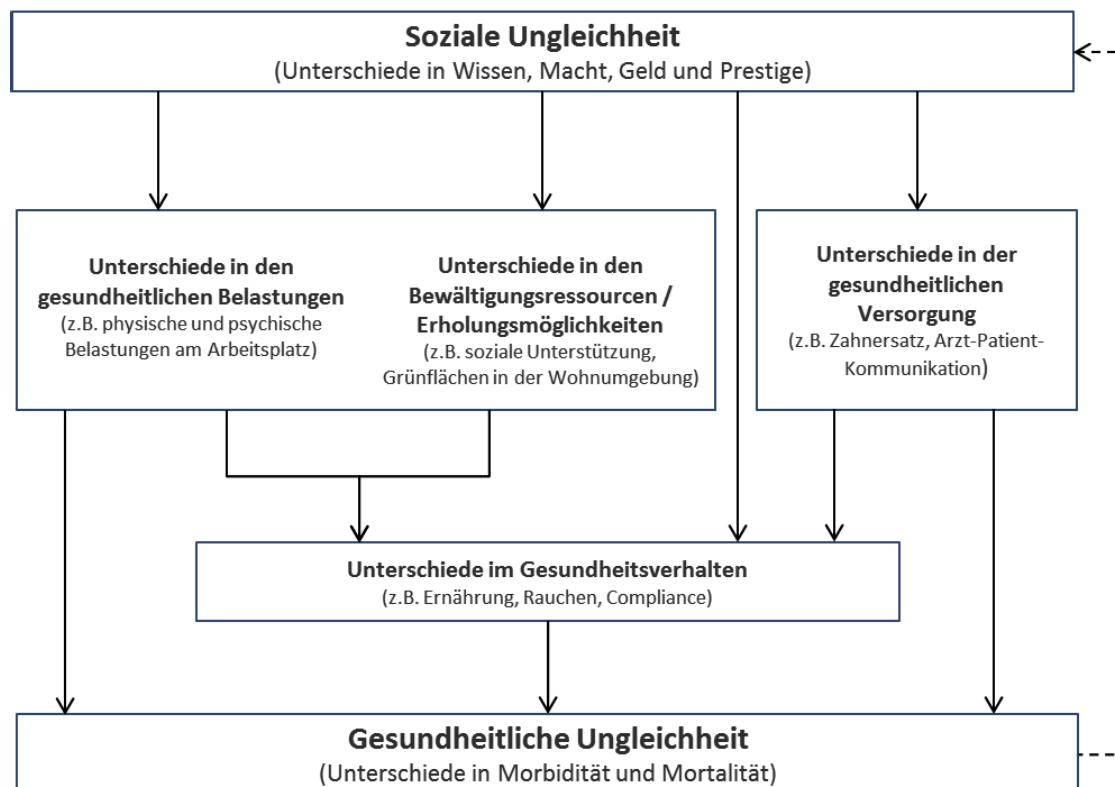 Soziale Ungleichheit
(Unterschiede in Wissen, Macht, Geld und Prestige)
Unterschiede in den
gesundheitlichen Belastungen
(z.B. physische und psychische
Belastungen am Arbeitsplatz)
Unterschiede in den
Bewältigungsressourcen /
Erholungsmöglichkeiten
(z.B. soziale Unterstützung,
Grünflächen in der Wohnumgebung)
Unterschiede in der
gesundheitlichen
Versorgung
(z.B. Zahnersatz, Arzt-Patient-
Kommunikation)
Unterschiede im Gesundheitsverhalten
(z.B. Ernährung, Rauchen, Compliance)
Gesundheitliche Ungleichheit
(Unterschiede in Morbidität und Mortalität)